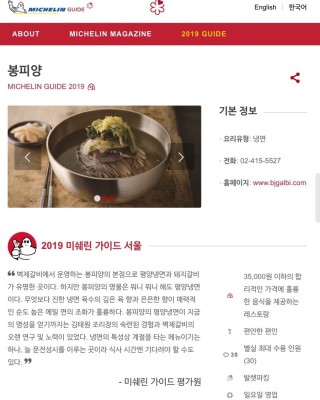 MICHELIN GUIDE
English | 한국어
ABOUT MICHELIN MAGAZINE 2019 GUIDE
봉피양
MICHELIN GUIDE 2019
기본 정보
· 요리유형: 냉면
· 전화: 02-415-5527
· 홈페이지: www.bjgalbi.com
2019 미쉐린 가이드 서울
❝ 벽제갈비에서 운영하는 봉피양의 본점으로 평양냉면과 돼지갈비
가 유명한 곳이다. 하지만 봉피양의 명물은 뭐니 뭐니 해도 평양냉면
이다. 무엇보다 진한 냉면 육수의 깊은 육 향과 은은한 향이 매력적
인 순도 높은 메밀 면의 조화가 훌륭하다. 봉피양의 평양냉면이 지금
의 명성을 얻기까지는 김태원 조리장의 숙련된 경험과 벽제갈비의
오랜 연구 및 노력이 있었다. 냉면의 특성상 계절을 타는 메뉴이기는
하나, 늘 문전성시를 이루는 곳이라 식사 시간엔 기다려야 할 수도
있다. ❞
- 미쉐린 가이드 평가원
35,000원 이하의 합
리적인 가격에 훌륭
한 음식을 제공하는
레스토랑
편안한 편인
30 별실 최대 수용 인원
(30)
발렛파킹
일요일 영업